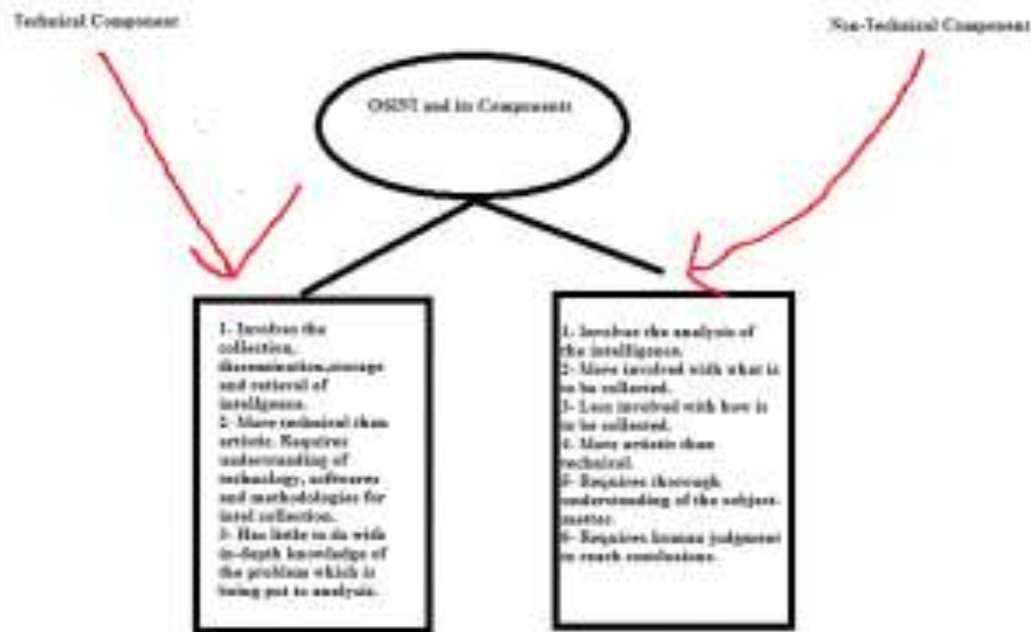 Technical Component
Non-Technical Component
OSINT and its Components
1- Involves the
collection,
dissemination,storage
and retieval of
intelligence.
2- More technical than
artistic. Requires
understanding of
technology, softwares
and methodologies for
intel collection.
3- Has little to do with
in-depth knowledge of
the problem which is
being put to analysis.
1- Involves the analysis of
the intelligence.
2- More involved with what is
to be collected.
3- Less involved with how is
to be collected.
4- More artistic than
technical.
5- Requires thorough
understanding of the subject-
matter.
6- Requires human judgment
to reach conclusions.